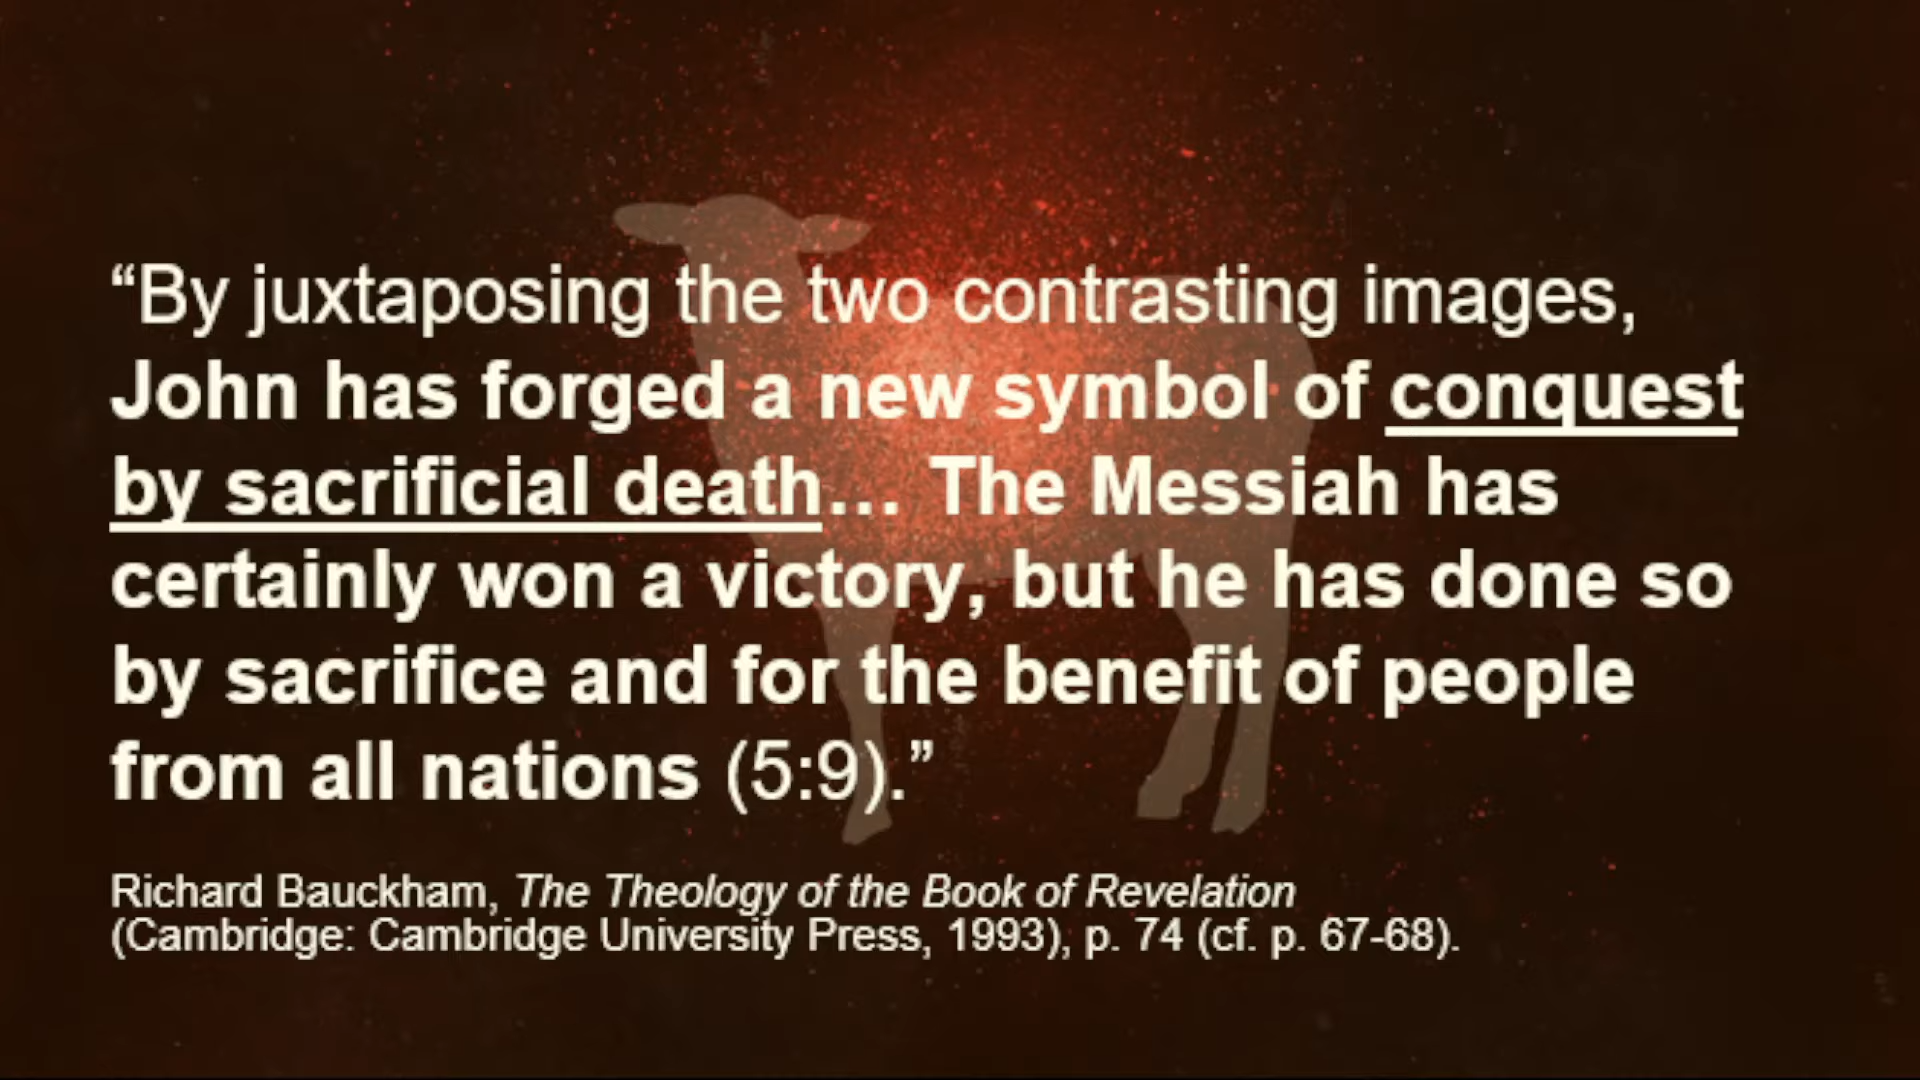 “By juxtaposing the two contrasting images,
John has forged a new symbol of conquest
by sacrificial death... The Messiah has
certainly won a victory, but he has done so
by sacrifice and for the benefit of people
from all nations (5:9).”
Richard Bauckham, The Theology of the Book of Revelation
(Cambridge: Cambridge University Press, 1993), p. 74 (cf. p. 67-68).